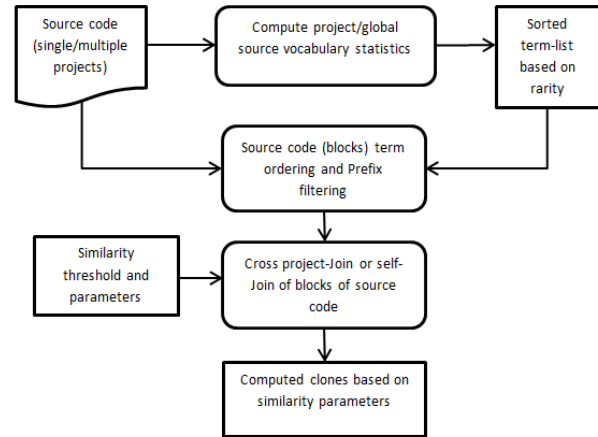 Source code
(single/multiple
projects)
Compute project/global
source vocabulary
statistics
Sorted
term-list
based on
rarity
Source code (blocks) term
ordering and Prefix
filtering
Similarity
threshold and
parameters
Cross project-Join or self-
Join of blocks of source
code
Computed clones based on
similarity parameters